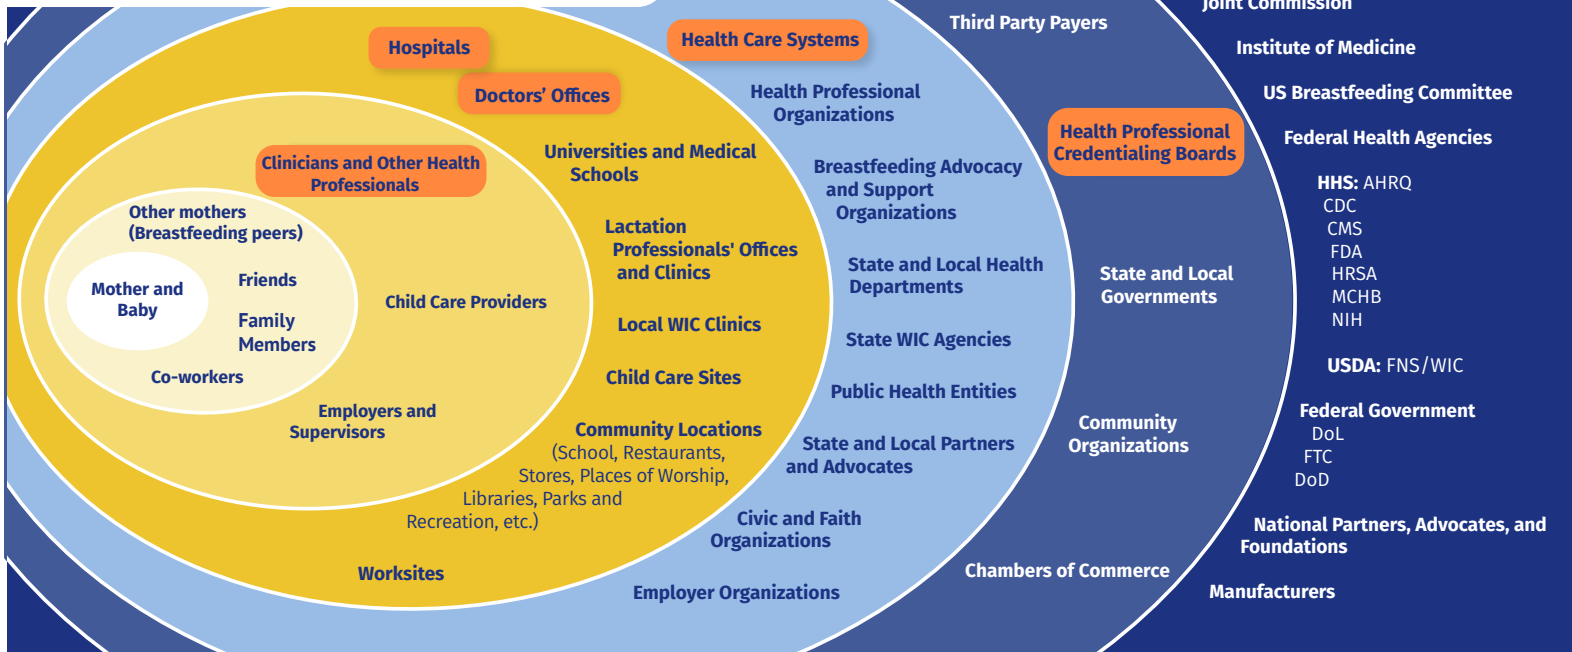 Mother and
Baby
Other mothers
(Breastfeeding peers)
Friends
Family
Members
Co-workers
Clinicians and Other Health
Professionals
Child Care Providers
Employers and
Supervisors
Hospitals
Doctors’ Offices
Universities and Medical
Schools
Lactation
Professionals' Offices
and Clinics
Local WIC Clinics
Child Care Sites
Community Locations
(School, Restaurants,
Stores, Places of Worship,
Libraries, Parks and
Recreation, etc.)
Worksites
Health Care Systems
Health Professional
Organizations
Breastfeeding Advocacy
and Support
Organizations
State and Local Health
Departments
State WIC Agencies
Public Health Entities
State and Local Partners
and Advocates
Civic and Faith
Organizations
Employer Organizations
Third Party Payers
Health Professional
Credentialing Boards
State and Local
Governments
Community
Organizations
Chambers of Commerce
Joint Commission
Institute of Medicine
US Breastfeeding Committee
Federal Health Agencies
HHS: AHRQ
CDC
CMS
FDA
HRSA
MCHB
NIH
USDA: FNS/WIC
Federal Government
DoL
FTC
DoD
National Partners, Advocates, and
Foundations
Manufacturers